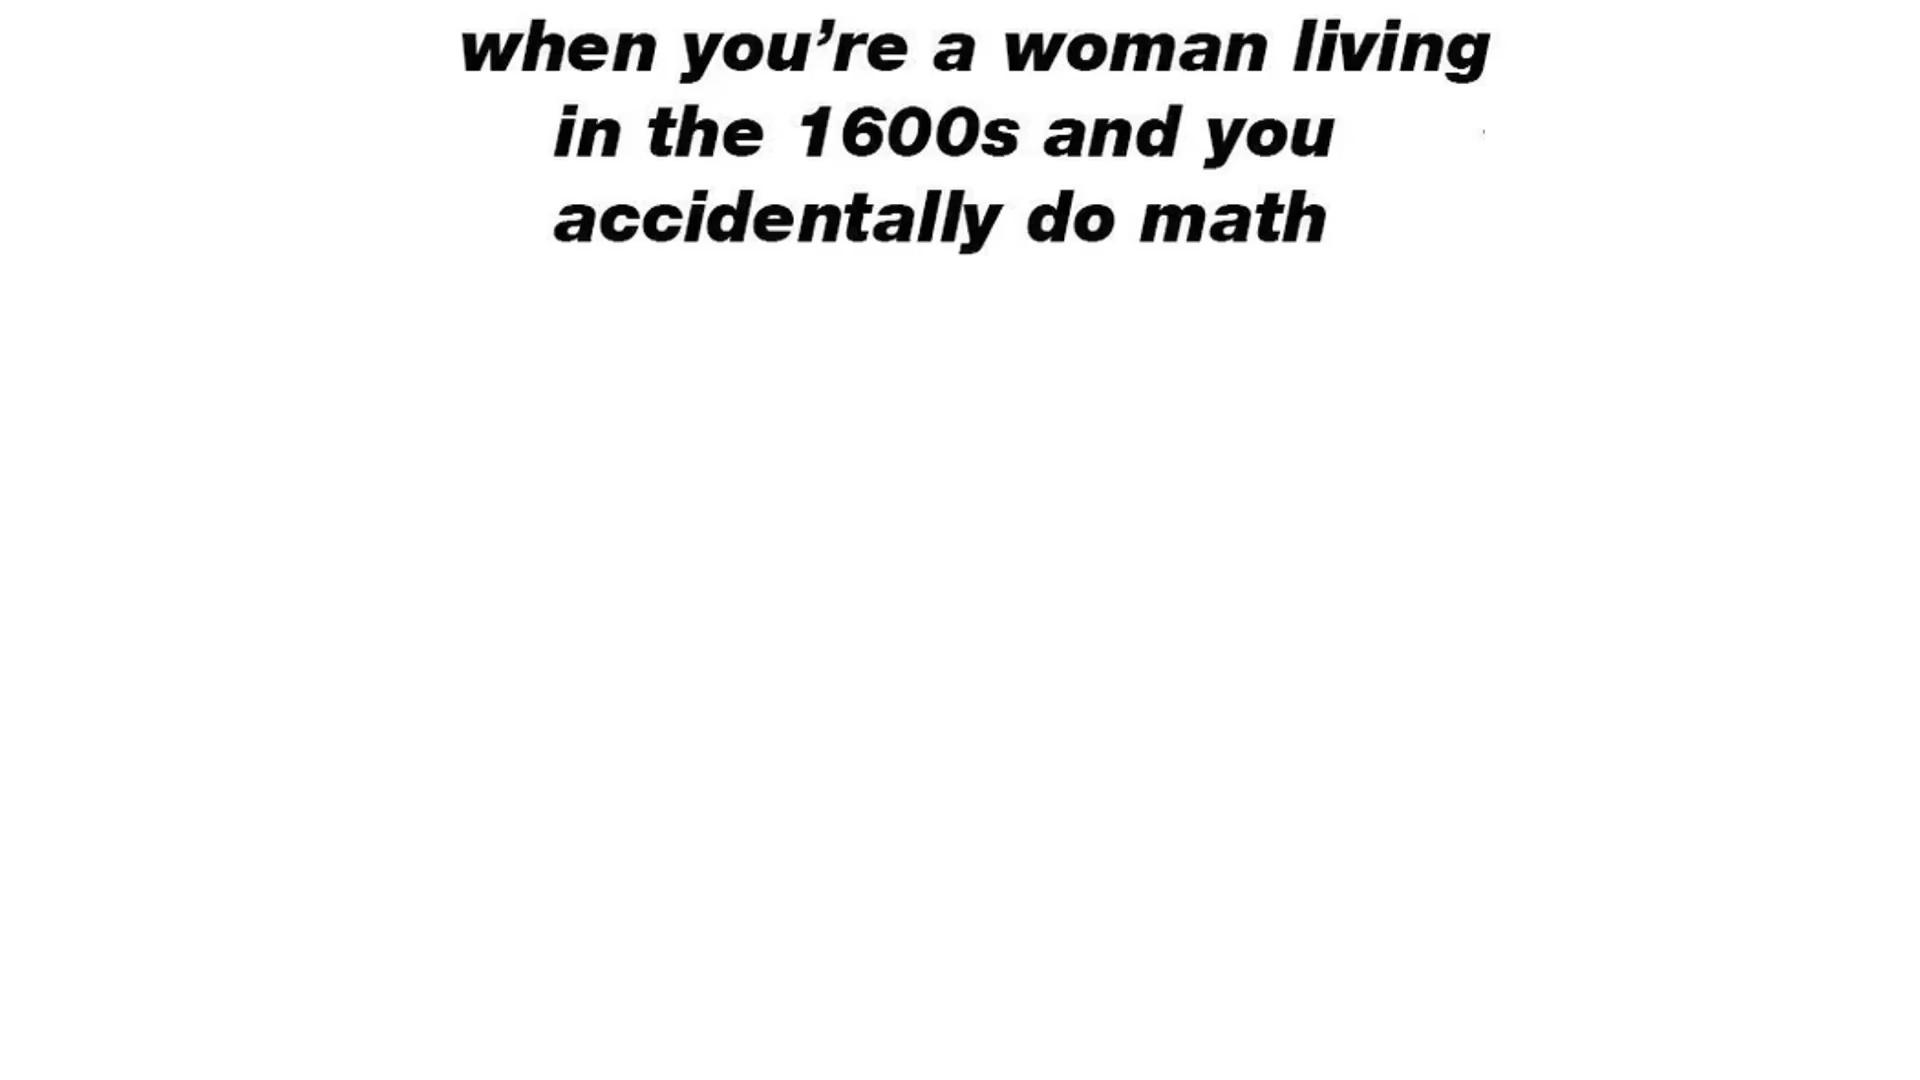 when you’re a woman living
in the 1600s and you
accidentally do math